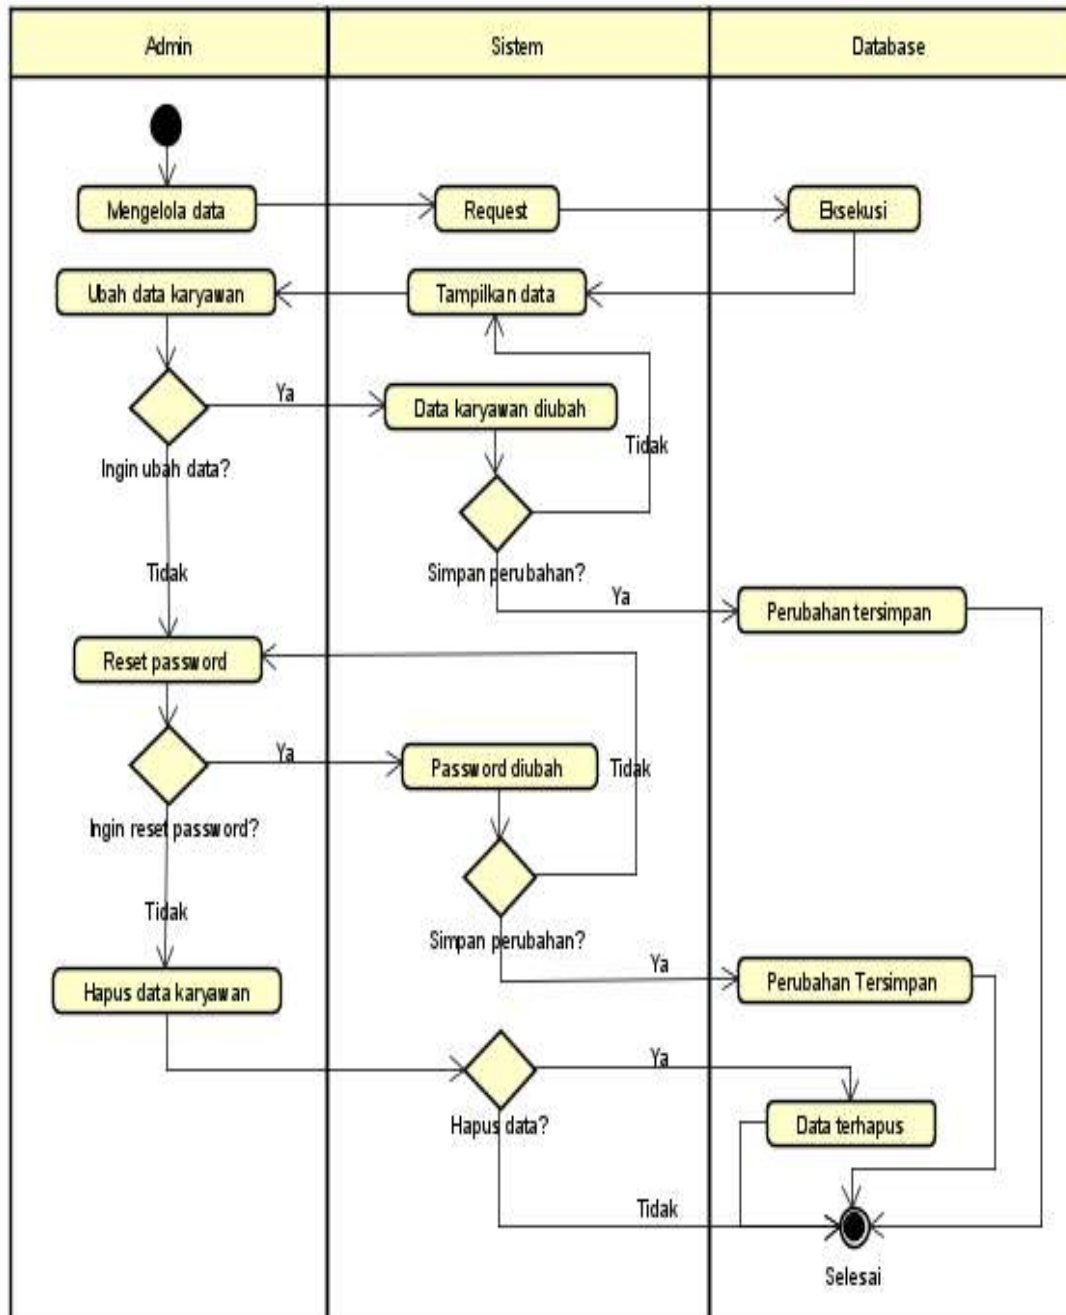 Admin
Sistem
Database
Mengelola data
Request
Eksekusi
Ubah data karyawan
Tampilkan data
Ya
Data karyawan diubah
Tidak
Ingin ubah data?
Tidak
Simpan perubahan?
Ya
Perubahan tersimpan
Reset password
Ya
Password diubah
Tidak
Ingin reset password?
Tidak
Simpan perubahan?
Ya
Hapus data karyawan
Perubahan Tersimpan
Ya
Hapus data?
Data terhapus
Tidak
Selesai